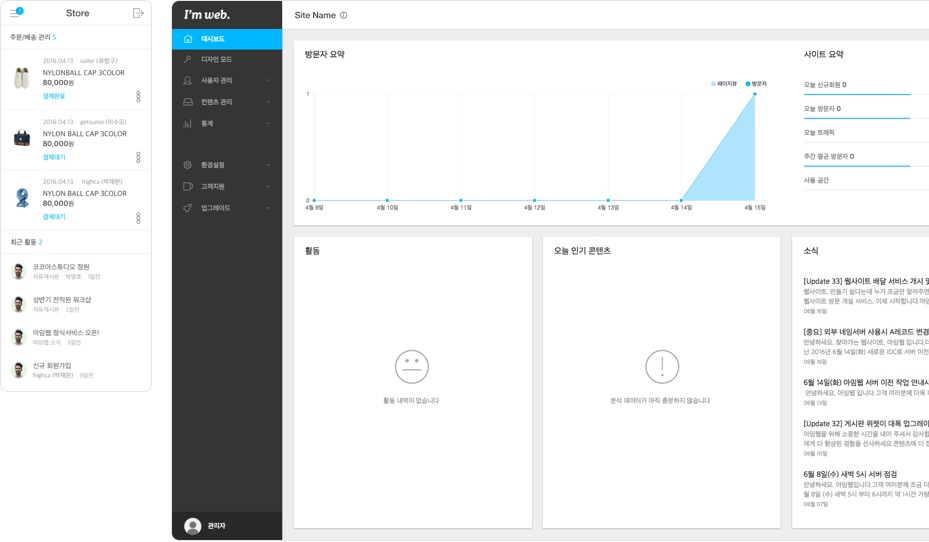 2
Store
주문/배송 관리 5
2016.04.13 sailor (유정구)
NYLONBALL CAP 3COLOR
80,000원
결제완료
2016.04.13 getsumo (이수모)
NYLON BALL CAP 3COLOR
80,000원
결제대기
2016.04.13 highca (박재완)
NYLON BALL CAP 3COLOR
80,000원
결제대기
최근 활동 2
코코아스튜디오 정원
자유게시판 박영호 1일전
상반기 전직원 워크샵
자유게시판 2일전
아임웹 정식서비스 오픈!
아임웹 소식 3일전
신규 회원가입
highca (박재완) 5일전
I'm web.
대시보드
디자인 모드
사용자 관리
컨텐츠 관리
통계
환경설정
고객지원
업그레이드
관리자
Site Name
방문자 요약
페이지뷰 방문자
1
0
4월 9일 4월 10일 4월 11일 4월 12일 4월 13일 4월 14일 4월 15일
사이트 요약
오늘 신규회원 0
오늘 방문자 0
오늘 트래픽
주간 평균 방문자 0
사용 공간
활동
활동 내역이 없습니다
오늘 인기 콘텐츠
분석 데이터가 아직 충분하지 않습니다
소식
[Update 33] 웹사이트 배달 서비스 개시 및
웹사이트, 만들기 쉽다는데 누가 조금만 알려주면
웹사이트 방문 개설 서비스. 이제 시작합니다.아임
06월 16일
[중요] 외부 네임서버 사용시 A레코드 변경
안녕하세요. 찾아가는 웹사이트, 아임웹 입니다.
난 2016년 6월 14일(화) 새로운 IDC로 서버 이전
06월 16일
6월 14일(화) 아임웹 서버 이전 작업 안내
안녕하세요, 아임웹 입니다.고객 여러분께 더욱
06월 13일
[Update 32] 게시판 위젯이 대폭 업그레이
아임웹을 위해 소중한 시간을 내어 주셔서 감사합
에게 더 향상된 경험을 선사하세요.콘텐츠에 더 집
06월 10일
6월 8일(수) 새벽 5시 서버 점검
안녕하세요. 아임웹입니다.고객 여러분께 조금 더
월 8일 (수) 새벽 5시 부터 6시까지 약 1시간 가량
06월 07일